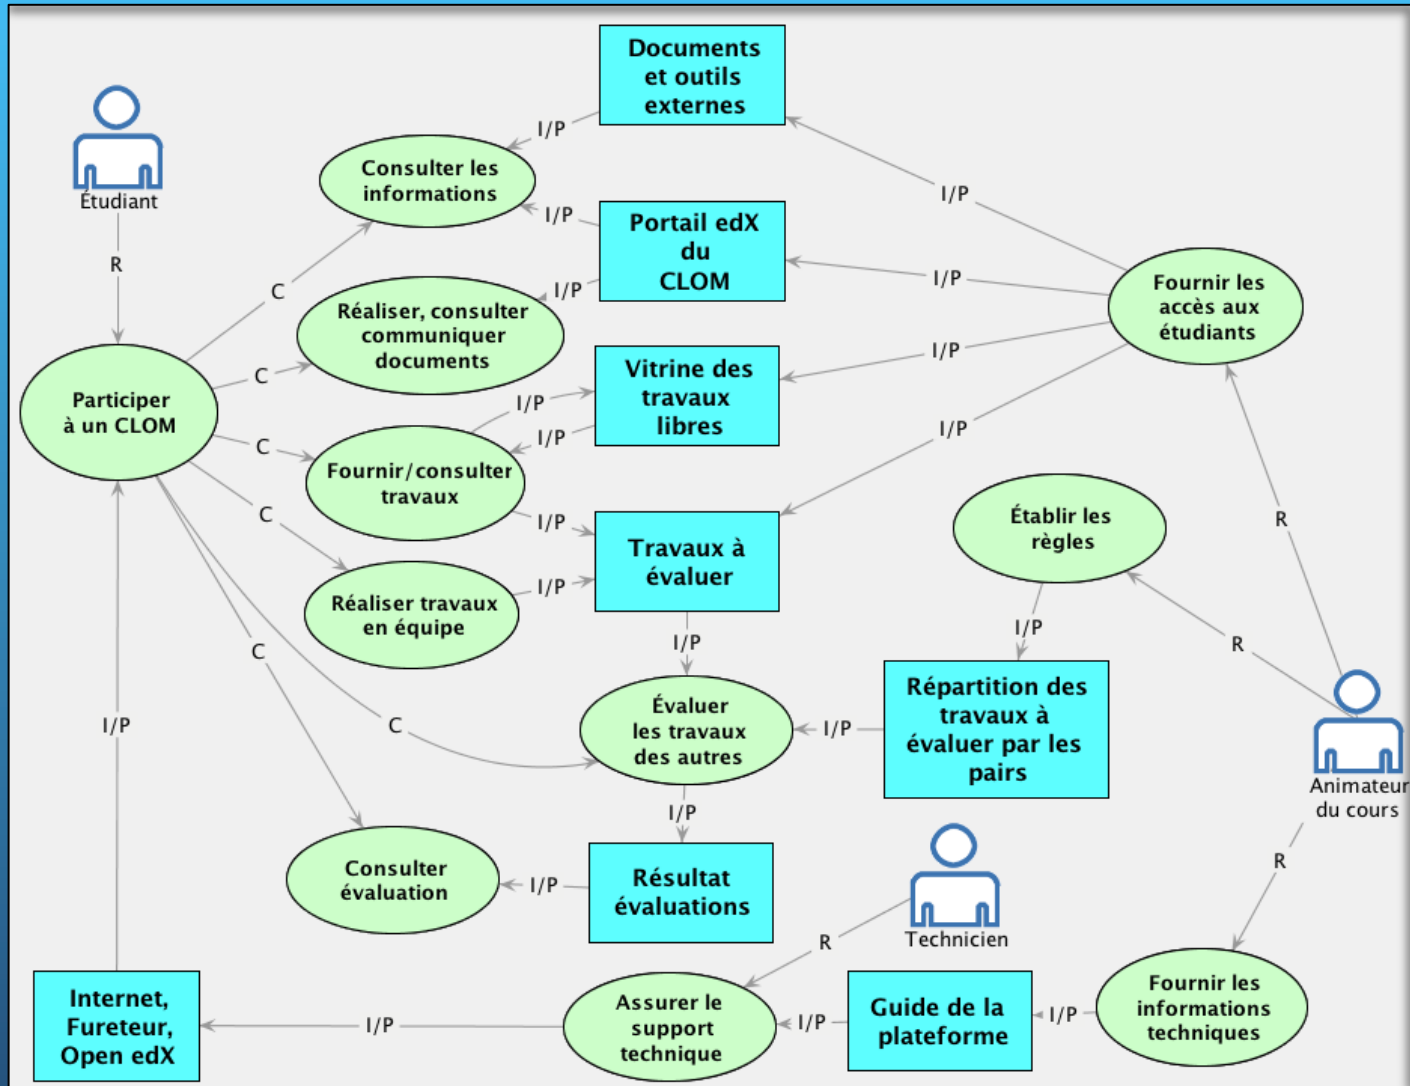 Documents
et outils
externes
I/P
Étudiant
Consulter les
informations
I/P
I/P
Portail edX
du
CLOM
R
I/P
I/P
Fournir les
accès aux
étudiants
C
Réaliser, consulter
communiquer
documents
C
Vitrine des
travaux
libres
I/P
I/P
I/P
Participer
à un CLOM
C
Fournir/consulter
travaux
I/P
I/P
C
Travaux à
évaluer
Établir les
règles
R
Réaliser travaux
en équipe
I/P
I/P
I/P
R
C
C
Évaluer
les travaux
des autres
I/P
Répartition des
travaux à
évaluer par les
pairs
I/P
I/P
Animateur
du cours
R
Consulter
évaluation
I/P
Résultat
évaluations
Technicien
R
Internet,
Fureteur,
Open edX
I/P
Assurer le
support
technique
I/P
Guide de la
plateforme
I/P
Fournir les
informations
techniques